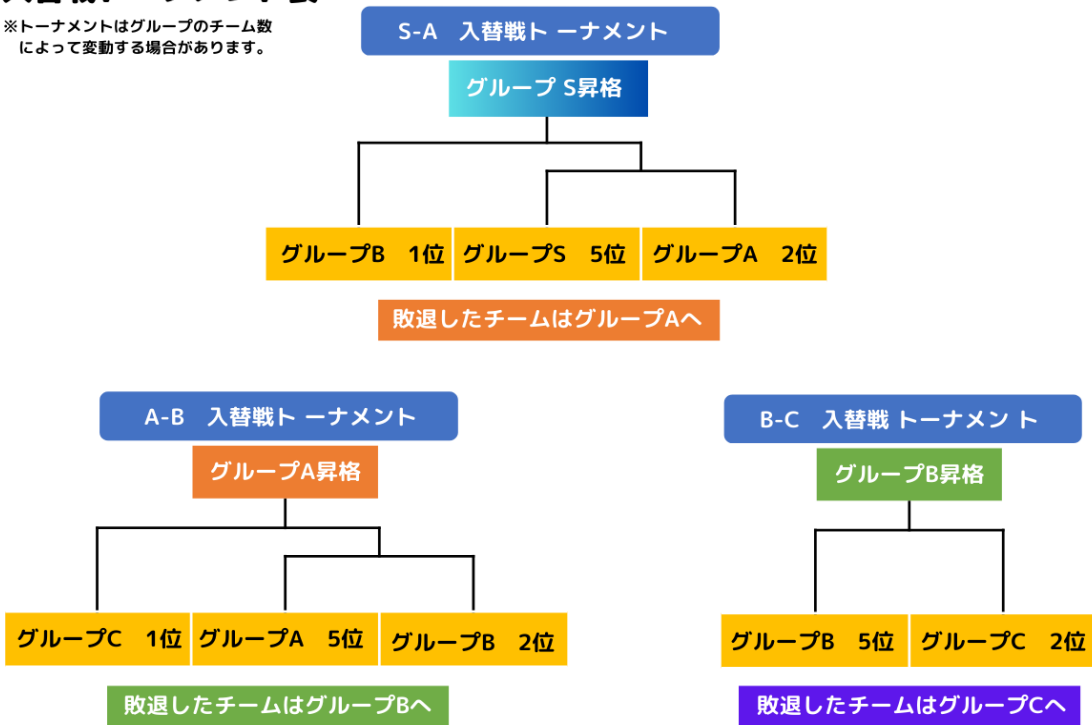 ※トーナメントはグループのチーム数
によって変動する場合があります。
S-A 入替戦ト ーナメント
グループ S昇格
グループB 1位
グループS 5位
グループA 2位
敗退したチームはグループAへ
A-B 入替戦ト ーナメント
グループA昇格
グループC 1位
グループA 5位
グループB 2位
敗退したチームはグループBへ
B-C 入替戦 トーナメン ト
グループB昇格
グループB 5位
グループC 2位
敗退したチームはグループCへ